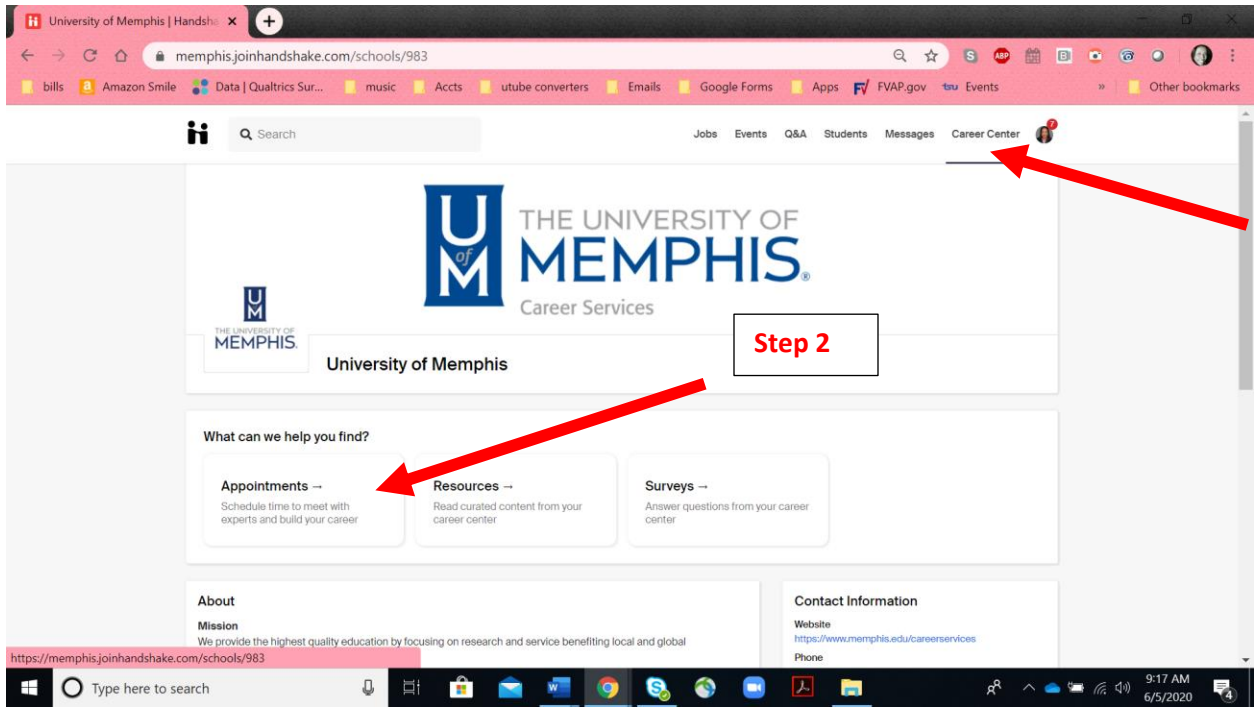 University of Memphis | Handsha
memphis.joinhandshake.com/schools/983
bills
Amazon Smile
Data | Qualtrics Sur...
music
Accts
utube converters
Emails
Google Forms
Apps
FVAP.gov
tsu Events
»
Other bookmarks
Search
Jobs
Events
Q&A
Students
Messages
Career Center
7
U
of
M
THE UNIVERSITY OF
MEMPHIS®
Career Services
U
M
THE UNIVERSITY OF
MEMPHIS.
University of Memphis
Step 2
What can we help you find?
Appointments →
Schedule time to meet with
experts and build your career
Resources →
Read curated content from your
career center
Surveys →
Answer questions from your career
center
About
Mission
We provide the highest quality education by focusing on research and service benefiting local and global
Contact Information
Website
https://www.memphis.edu/careerservices
Phone
https://memphis.joinhandshake.com/schools/983
Type here to search
9:17 AM
6/5/2020
4